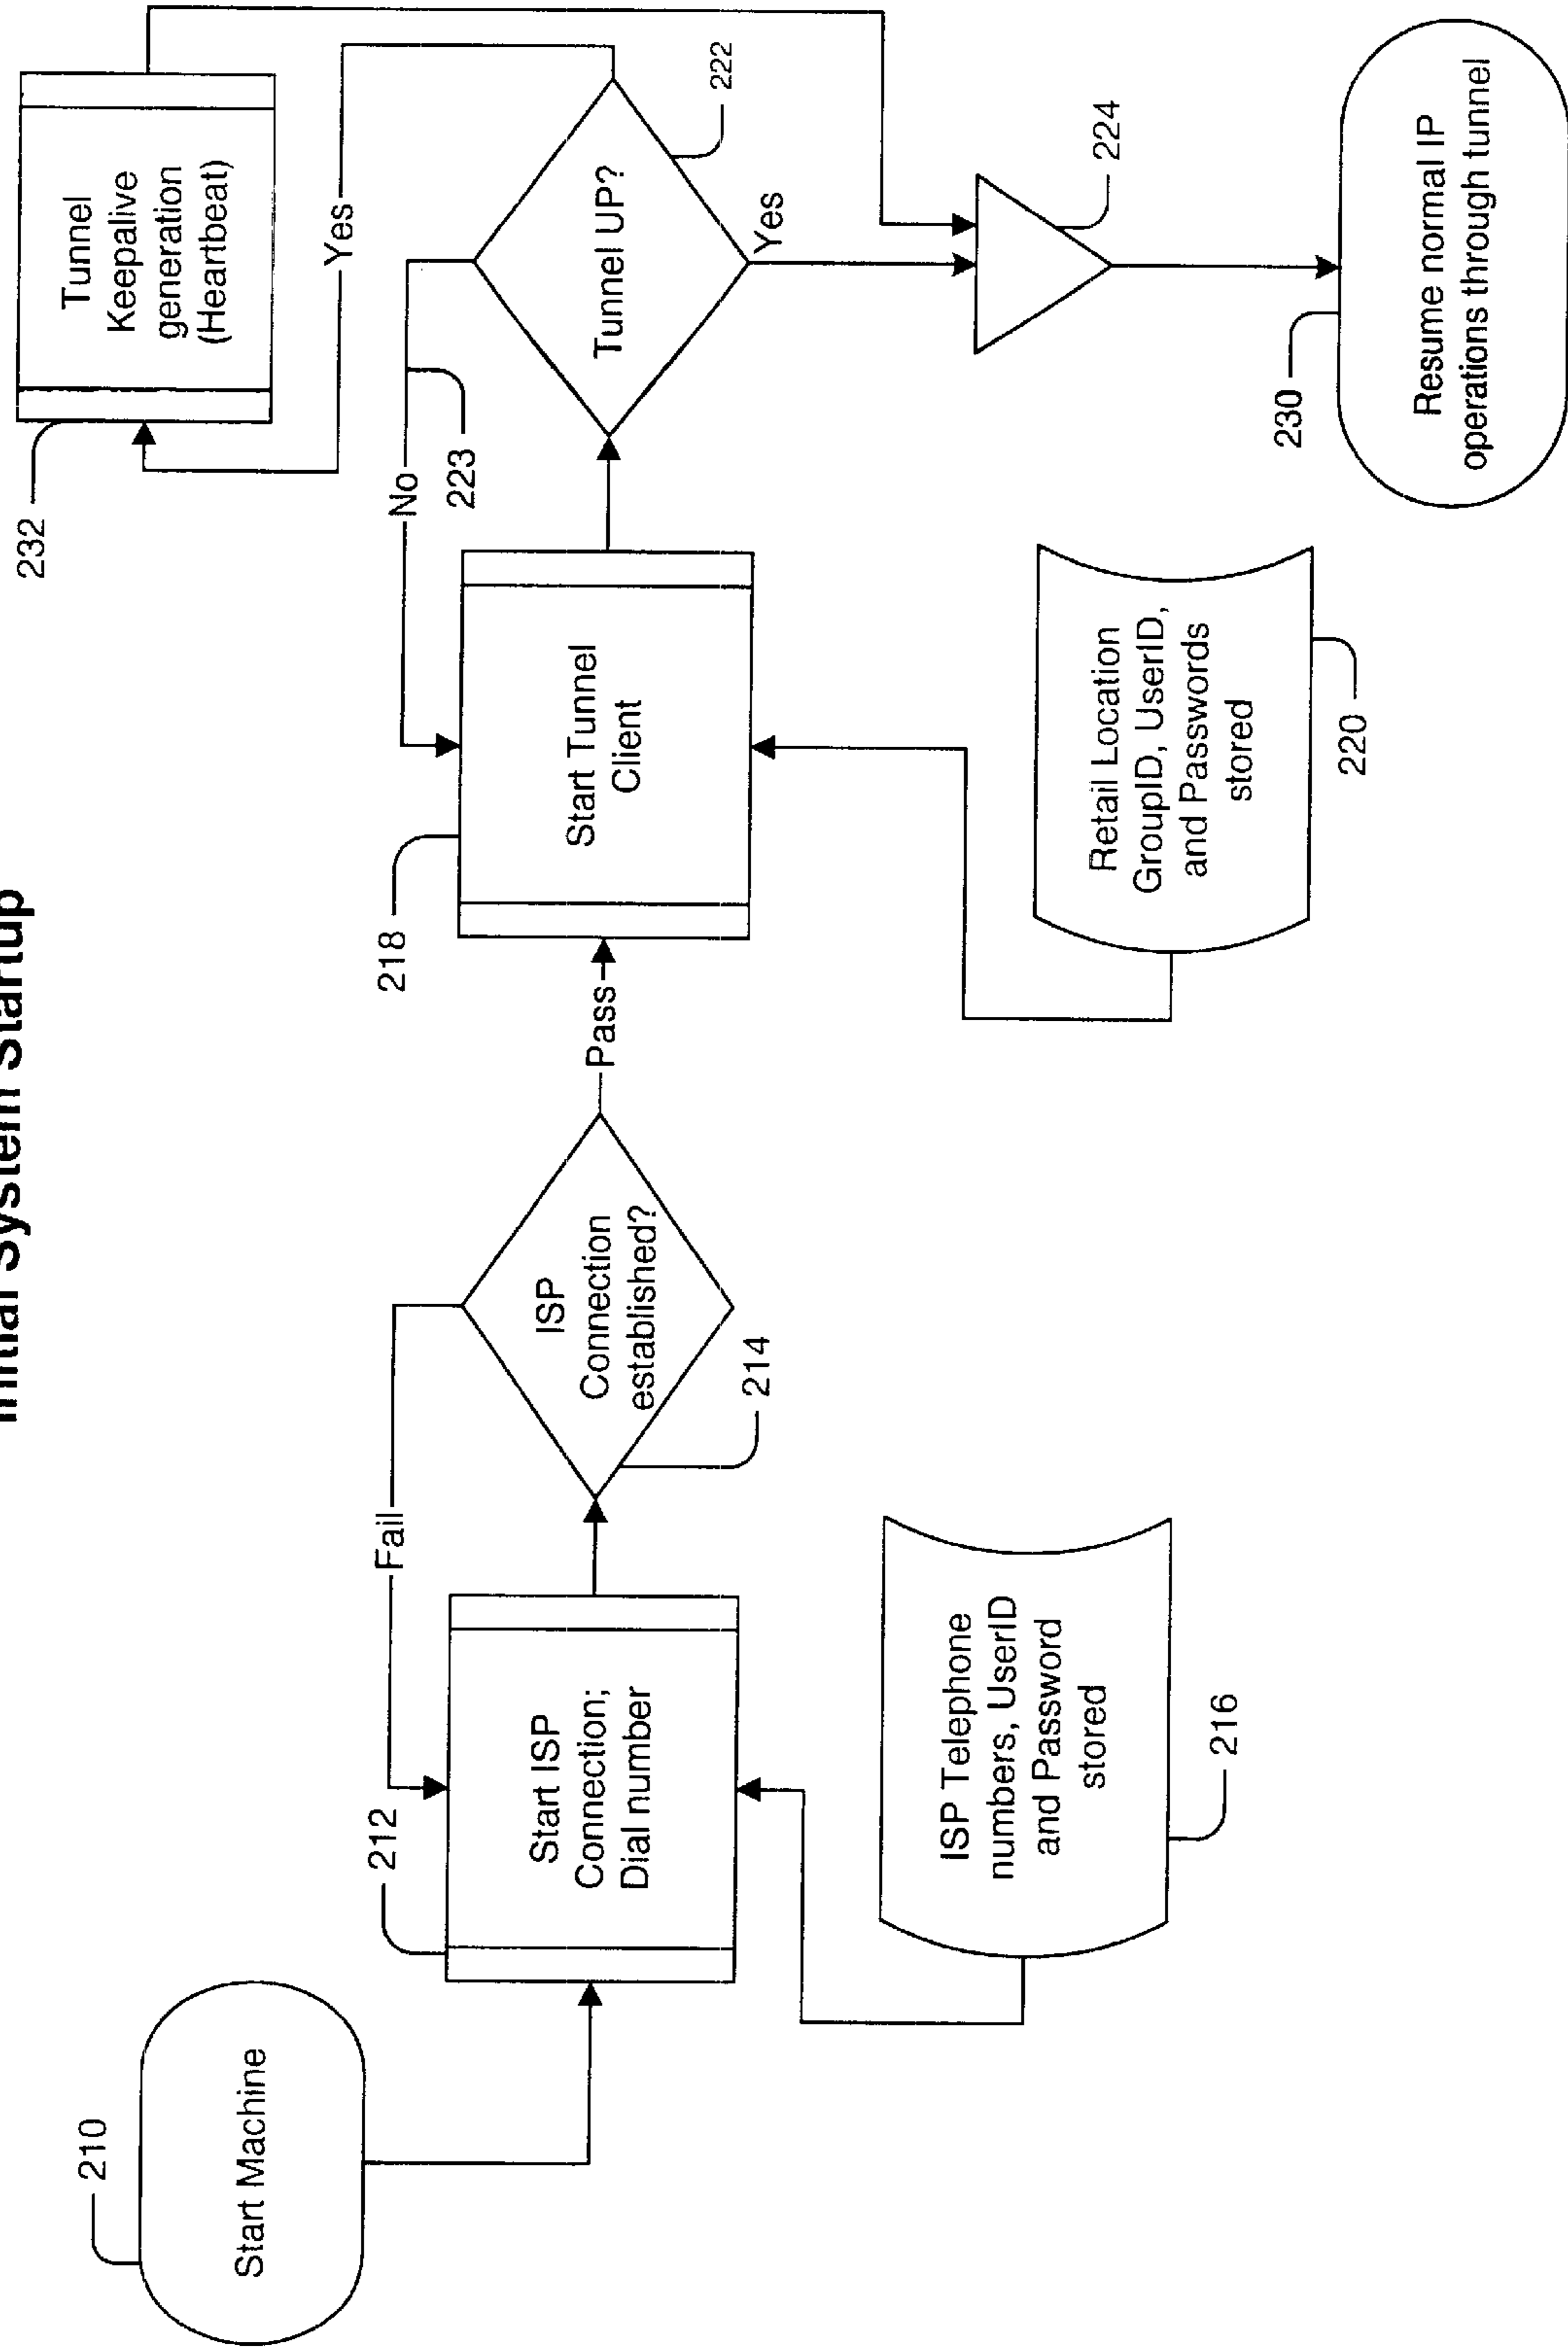 Initial System Startup
210
Start Machine
212
Start ISP
Connection;
Dial number
Fail
ISP
Connection
established?
214
ISP Telephone
numbers, UserID
and Password
stored
216
Pass
218
Start Tunnel
Client
No
223
Retail Location
GroupID, UserID,
and Passwords
stored
220
Tunnel UP?
222
Yes
Yes
232
Tunnel
Keepalive
generation
(Heartbeat)
224
230
Resume normal IP
operations through tunnel